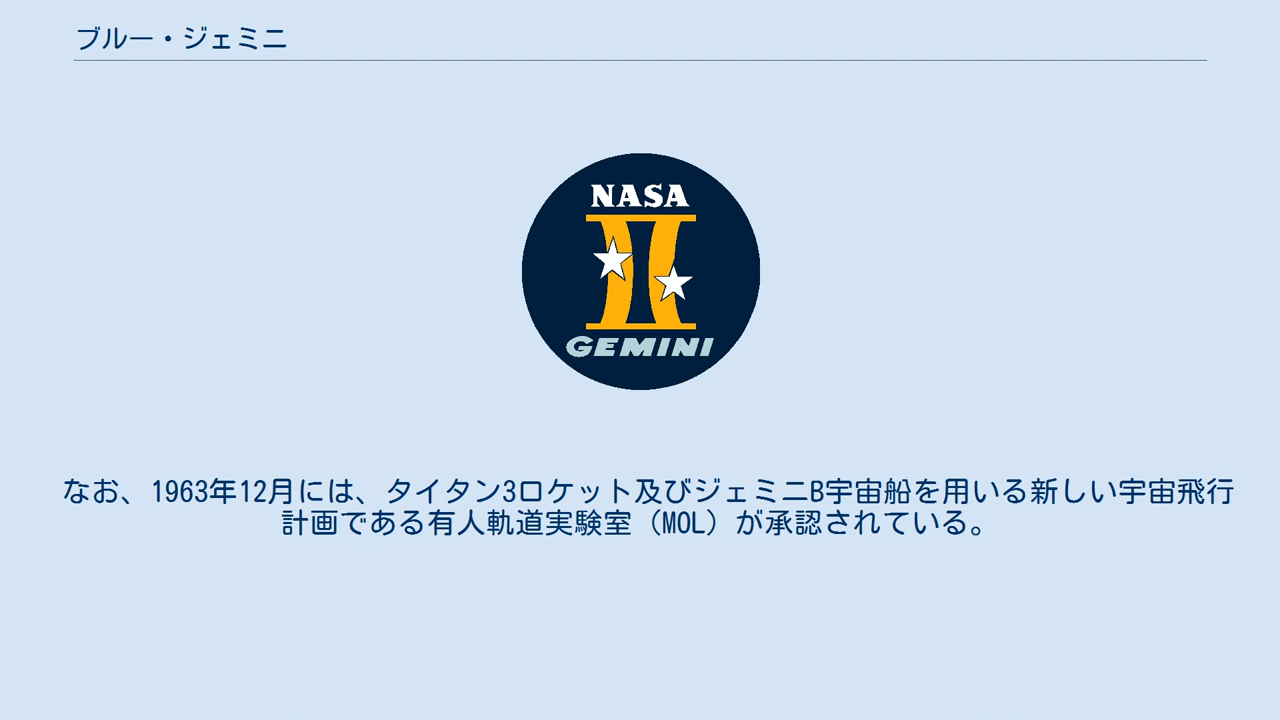 ブルー・ジェミニ
NASA
GEMINI
なお、1963年12月には、タイタン3ロケット及びジェミニB宇宙船を用いる新しい宇宙飛行
計画である有人軌道実験室（MOL）が承認されている。